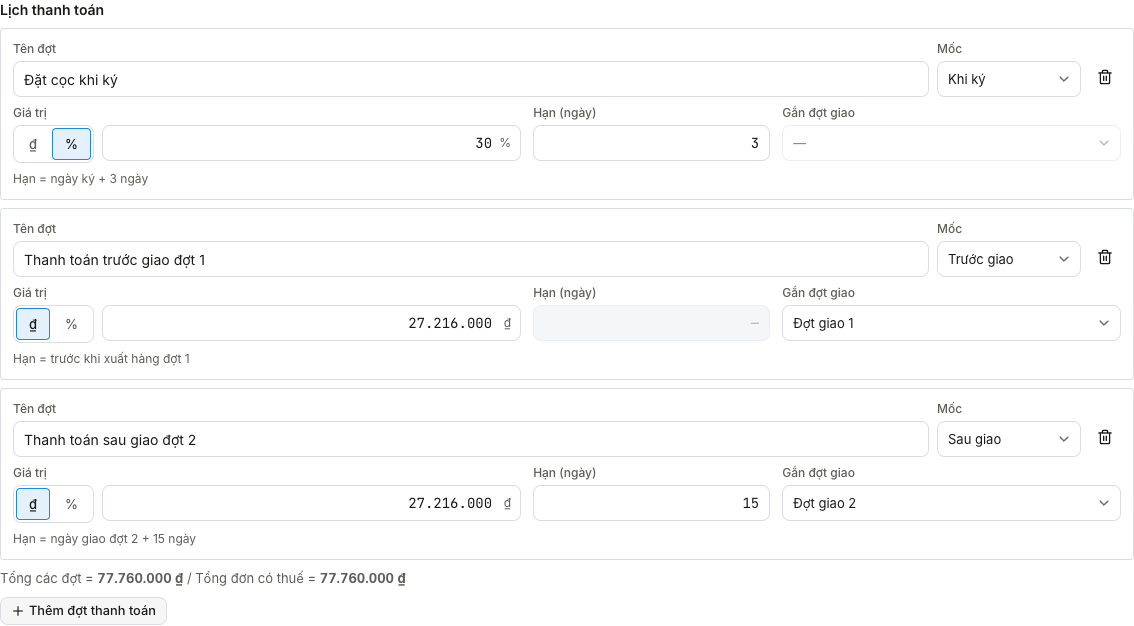 Lịch thanh toán
Tên đợt Mốc
Đặt cọc khi ký Khi ký
Giá trị Hạn (ngày) Gắn đợt giao
₫ % 30 % 3 —
Hạn = ngày ký + 3 ngày
Tên đợt Mốc
Thanh toán trước giao đợt 1 Trước giao
Giá trị Hạn (ngày) Gắn đợt giao
₫ % 27.216.000 ₫ — Đợt giao 1
Hạn = trước khi xuất hàng đợt 1
Tên đợt Mốc
Thanh toán sau giao đợt 2 Sau giao
Giá trị Hạn (ngày) Gắn đợt giao
₫ % 27.216.000 ₫ 15 Đợt giao 2
Hạn = ngày giao đợt 2 + 15 ngày
Tổng các đợt = 77.760.000 ₫ / Tổng đơn có thuế = 77.760.000 ₫
+ Thêm đợt thanh toán